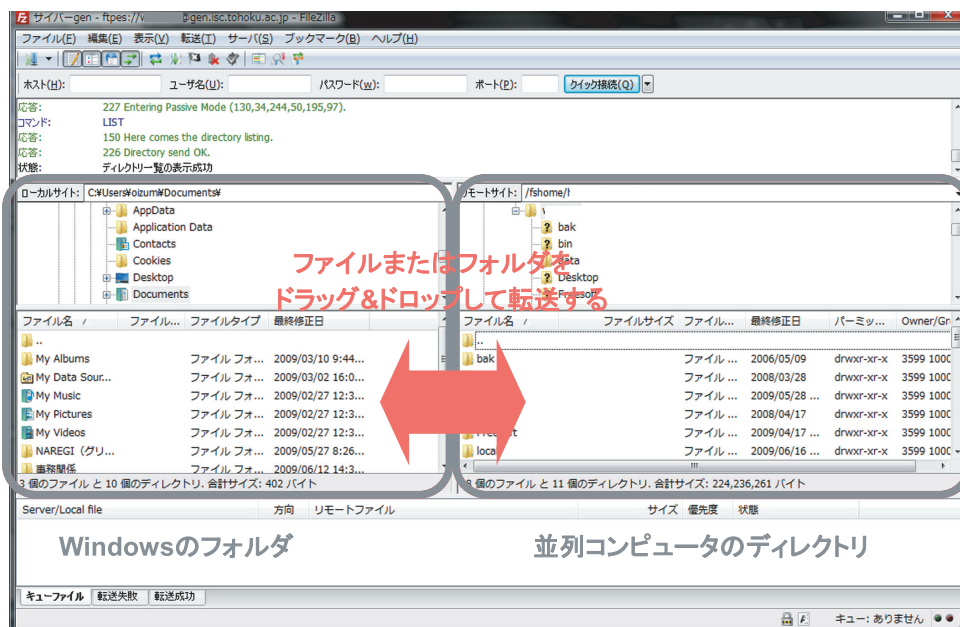 サイバーgen - ftpes://v @gen.isc.tohoku.ac.jp - FileZilla
ファイル(F) 編集(E) 表示(V) 転送(T) サーバ(S) ブックマーク(B) ヘルプ(H)
ホスト(H): ユーザ名(U): パスワード(w): ポート(P): クイック接続(Q)
応答: 227 Entering Passive Mode (130,34,244,50,195,97).
コマンド: LIST
応答: 150 Here comes the directory listing.
応答: 226 Directory send OK.
状態: ディレクトリ一覧の表示成功
ローカルサイト: C:¥Users¥oizum¥Documents¥
AppData
Application Data
Contacts
Cookies
Desktop
Documents
リモートサイト: /fshome/
bak
bin
data
Desktop
Freesoft
ファイルまたはフォルダを
ドラッグ&ドロップして転送する
ファイル名 / ファイル... ファイルタイプ 最終修正日
..
My Albums ファイル フォ... 2009/03/10 9:44...
My Data Sour... ファイル フォ... 2009/03/02 16:0...
My Music ファイル フォ... 2009/02/27 12:3...
My Pictures ファイル フォ... 2009/02/27 12:3...
My Videos ファイル フォ... 2009/02/27 12:3...
NAREGI（グリ... ファイル フォ... 2009/05/27 8:26...
事務関係 ファイル フォ... 2009/06/12 14:3...
3 個のファイル と 10 個のディレクトリ. 合計サイズ: 402 バイト
ファイル名 / ファイルサイズ ファイル... 最終修正日 パーミッ... Owner/Gr
..
bak ファイル ... 2006/05/09 drwxr-xr-x 3599 1000
ファイル ... 2008/03/28 drwxr-xr-x 3599 1000
ファイル ... 2009/05/28 ... drwxr-xr-x 3599 1000
ファイル ... 2008/04/17 drwxr-xr-x 3599 1000
ファイル ... 2009/04/17 ... drwxr-xr-x 3599 1000
loca ファイル ... 2009/06/16 ... drwxr-xr-x 3599 1000
8 個のファイル と 11 個のディレクトリ. 合計サイズ: 224,236,261 バイト
Server/Local file 方向 リモートファイル サイズ 優先度 状態
Windowsのフォルダ
並列コンピュータのディレクトリ
キューファイル 転送失敗 転送成功
キュー: ありません